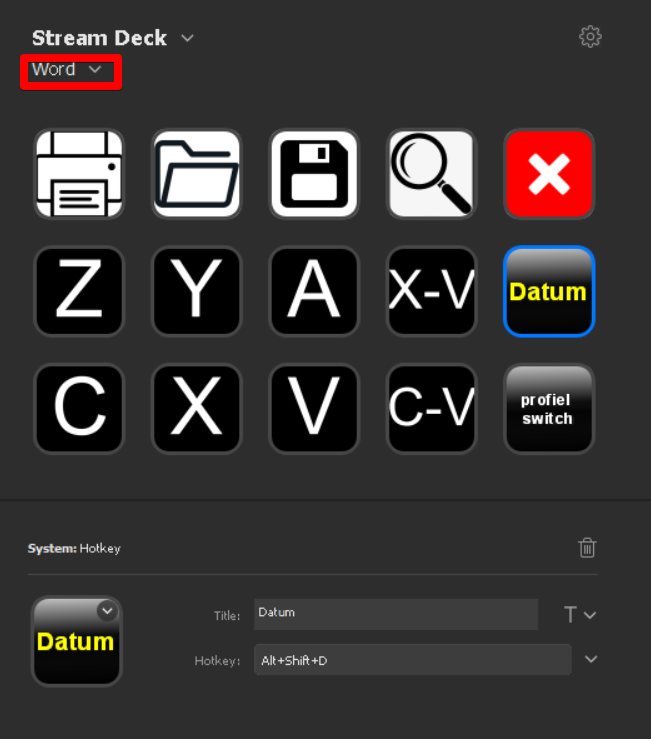 Stream Deck
Word
Z Y A X-V Datum
C X V C-V profiel
switch
System: Hotkey
Datum
Title: Datum T
Hotkey: Alt+Shift+D